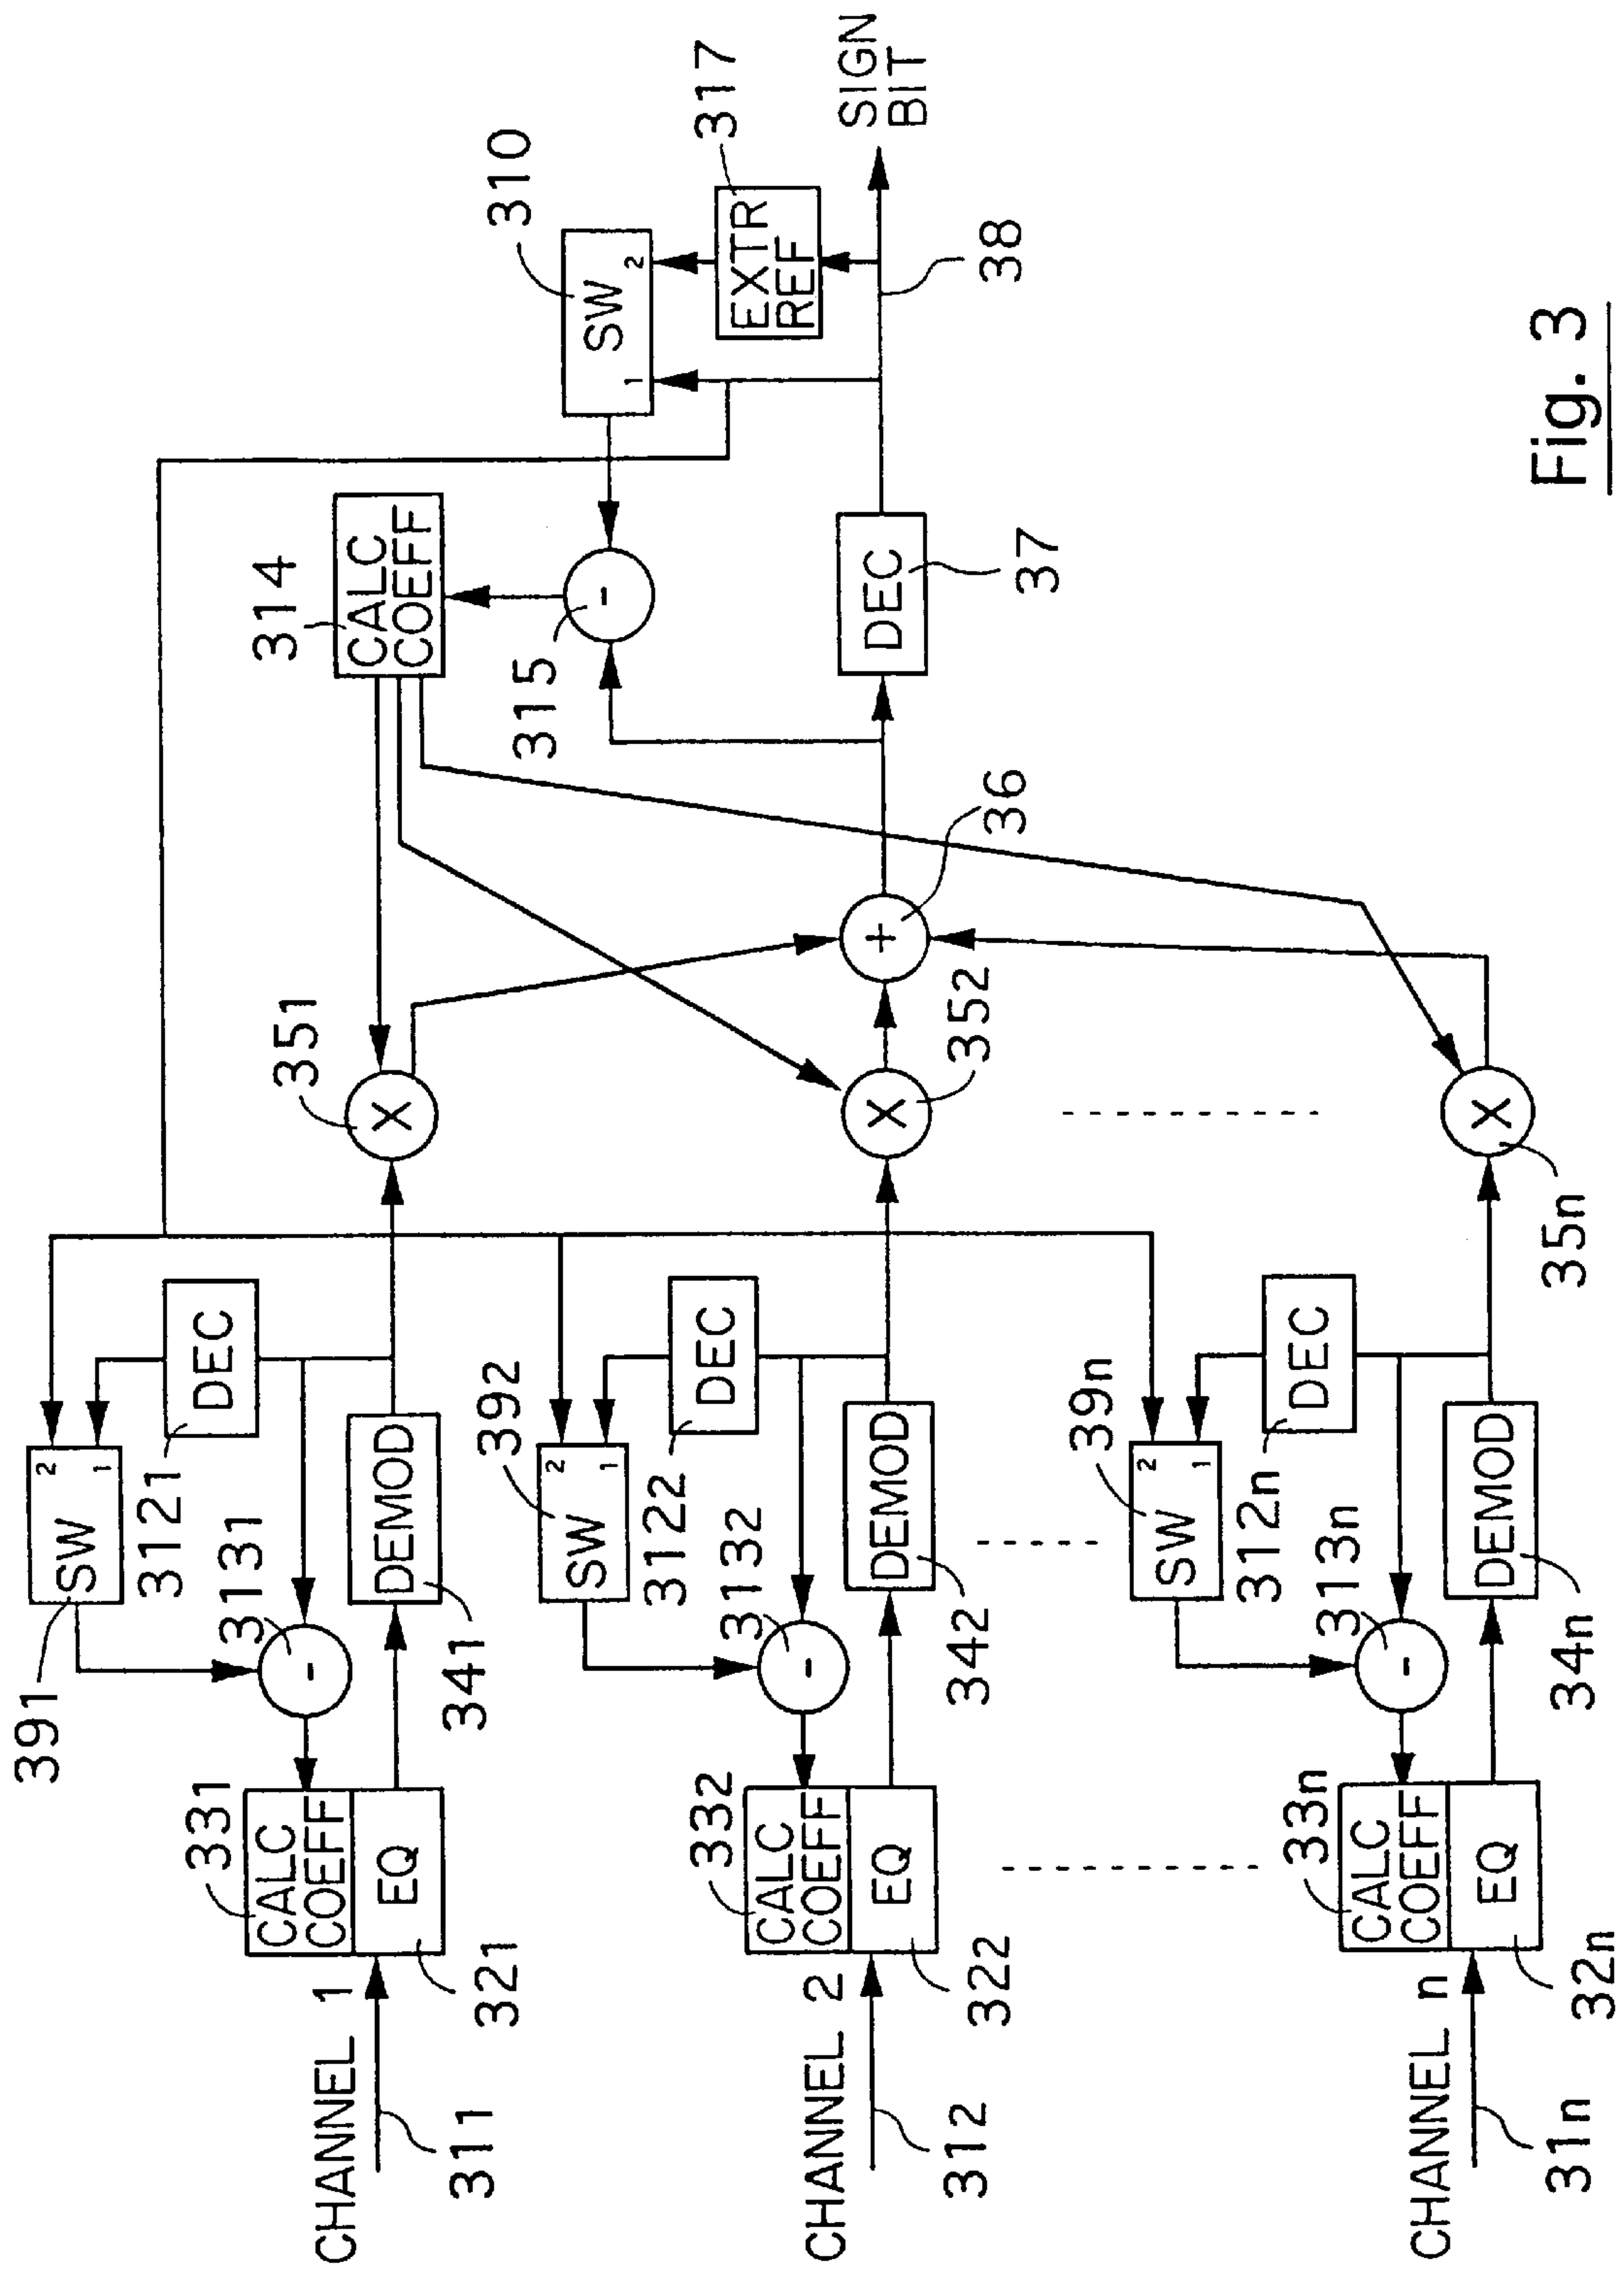 391
SW
2
1
3121
DEC
3131
-
331
CALC
COEFF
EQ
CHANNEL 1
311
321
341
DEMOD
351
X
314
CALC
COEFF
315
-
310
SW
1
2
317
EXTR
REF
SIGN
BIT
38
37
DEC
36
+
392
SW
2
1
3122
DEC
3132
-
332
CALC
COEFF
EQ
CHANNEL 2
312
322
342
DEMOD
352
X
39n
SW
2
1
312n
DEC
313n
-
33n
CALC
COEFF
EQ
CHANNEL n
31n
32n
34n
DEMOD
35n
X
Fig. 3